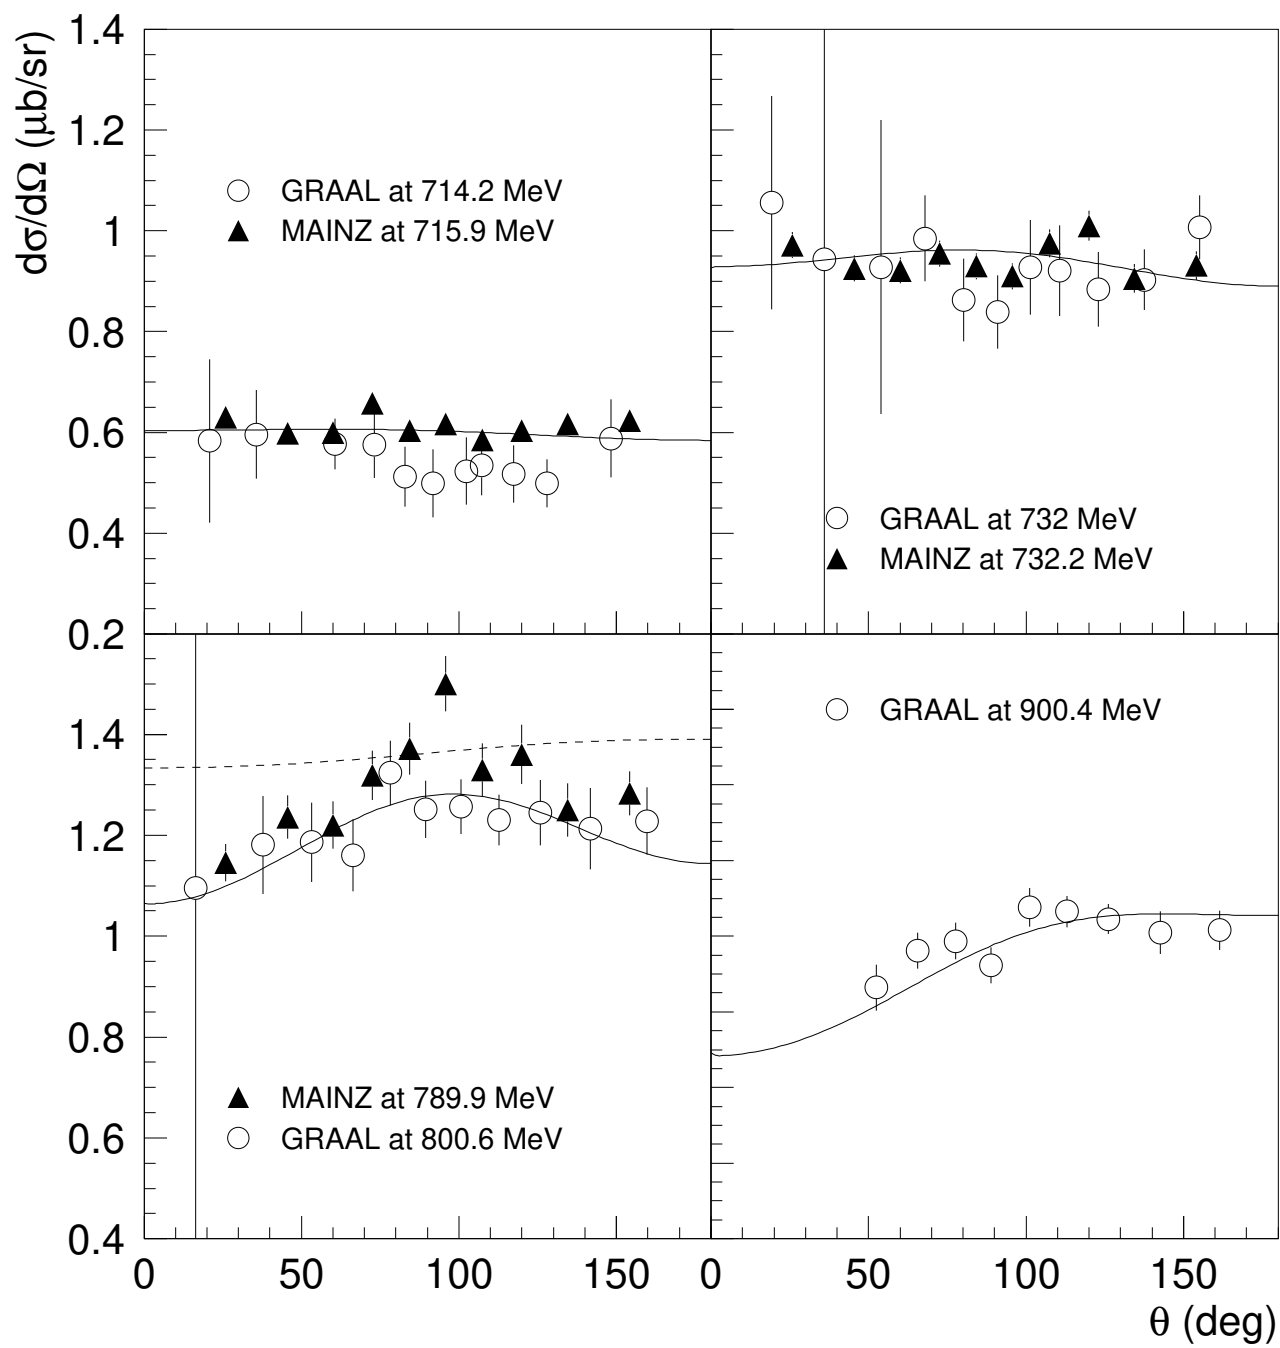 dσ/dΩ (μb/sr)
1.4
1.2
1
0.8
0.6
0.4
0.2
GRAAL at 714.2 MeV
MAINZ at 715.9 MeV
GRAAL at 732 MeV
MAINZ at 732.2 MeV
1.4
1.2
1
0.8
0.6
0.4
MAINZ at 789.9 MeV
GRAAL at 800.6 MeV
GRAAL at 900.4 MeV
0 50 100 150 0 50 100 150
θ (deg)